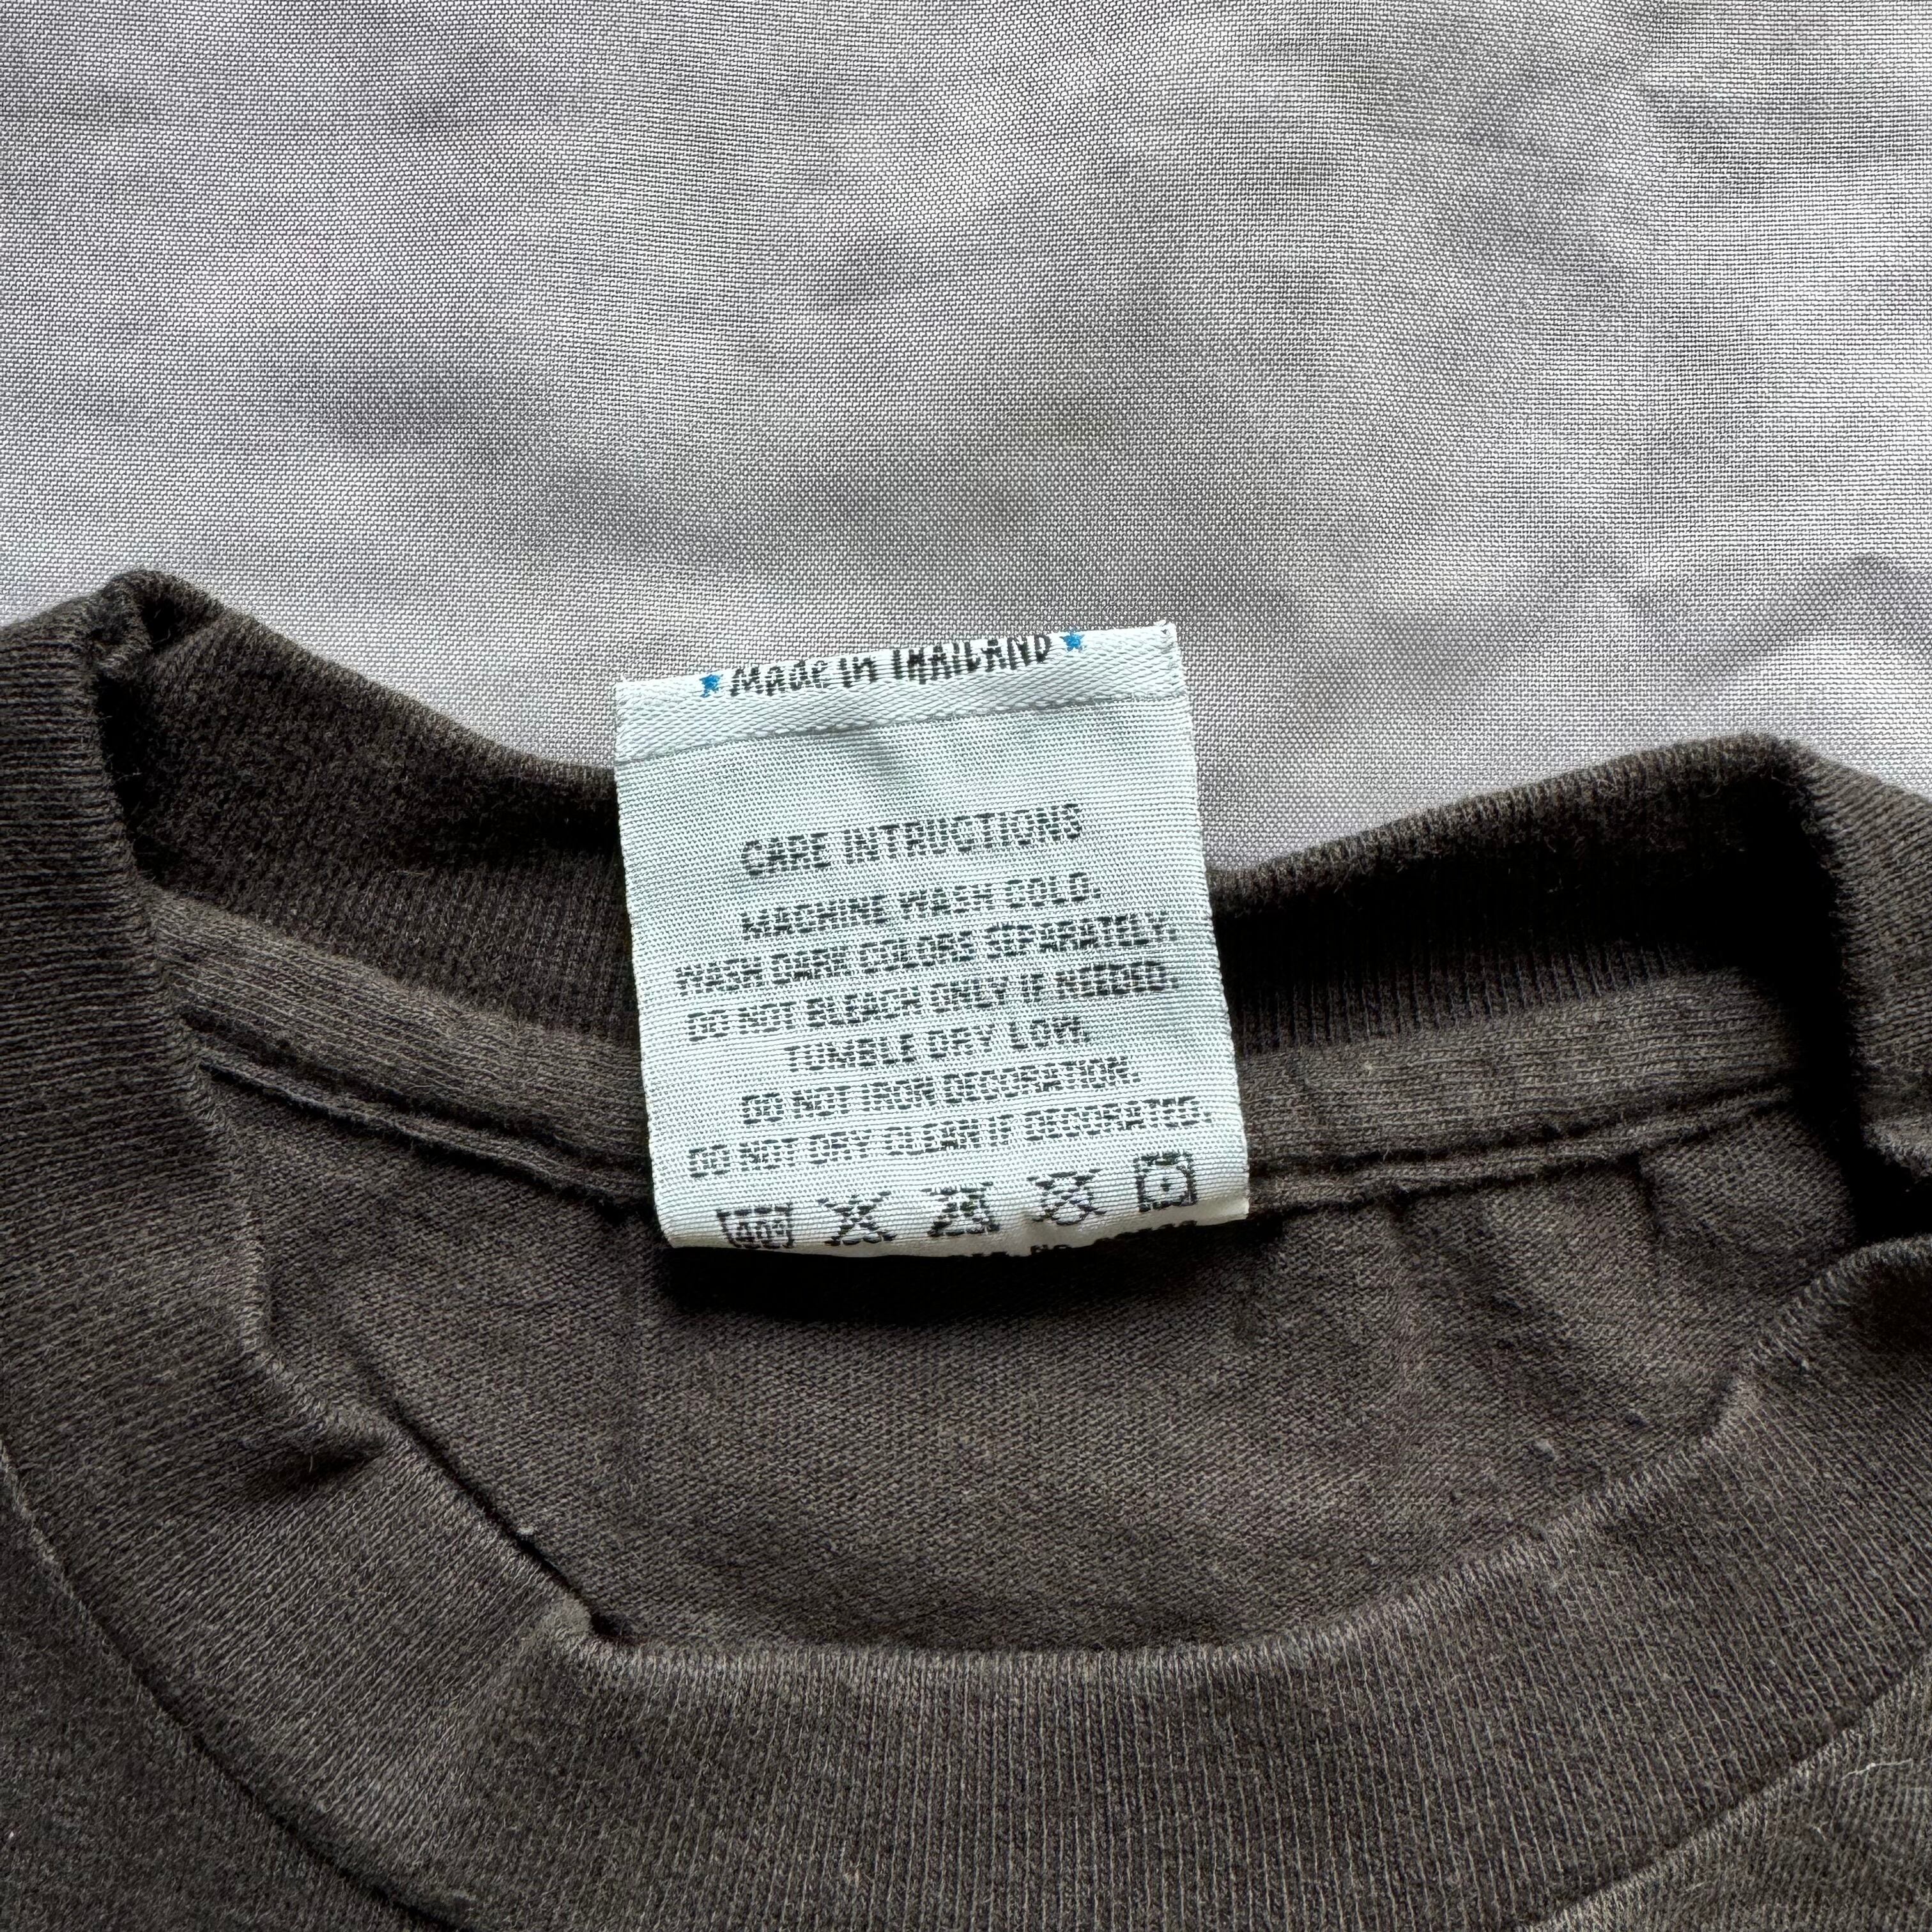 Made in THAILAND
CARE INTRUCTIONS
MACHINE WASH COLD.
WASH DARK COLORS SEPARATELY.
DO NOT BLEACH ONLY IF NEEDED.
TUMBLE DRY LOW.
DO NOT IRON DECORATION.
DO NOT DRY CLEAN IF DECORATED.
40°